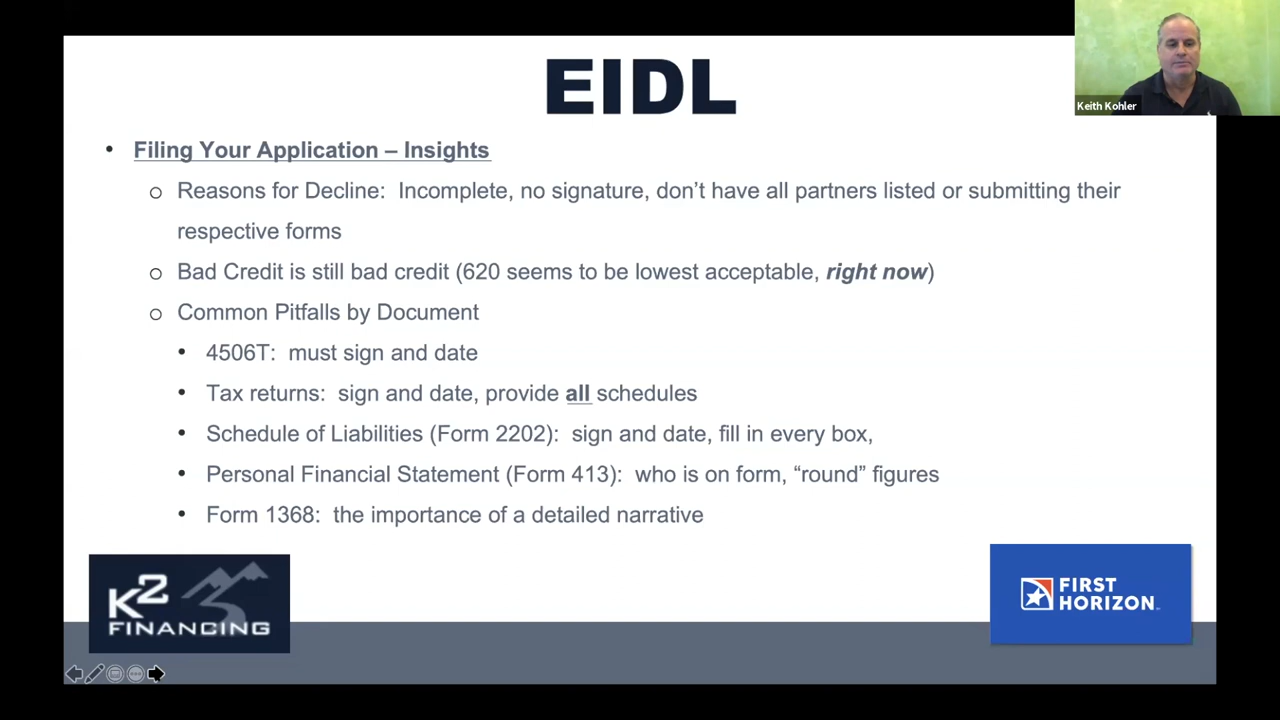 EIDL
Keith Kohler
• Filing Your Application – Insights
o Reasons for Decline:  Incomplete, no signature, don’t have all partners listed or submitting their
respective forms
o Bad Credit is still bad credit (620 seems to be lowest acceptable, right now)
o Common Pitfalls by Document
• 4506T:  must sign and date
• Tax returns:  sign and date, provide all schedules
• Schedule of Liabilities (Form 2202):  sign and date, fill in every box,
• Personal Financial Statement (Form 413):  who is on form, “round” figures
• Form 1368:  the importance of a detailed narrative
K2
FINANCING
FIRST
HORIZON